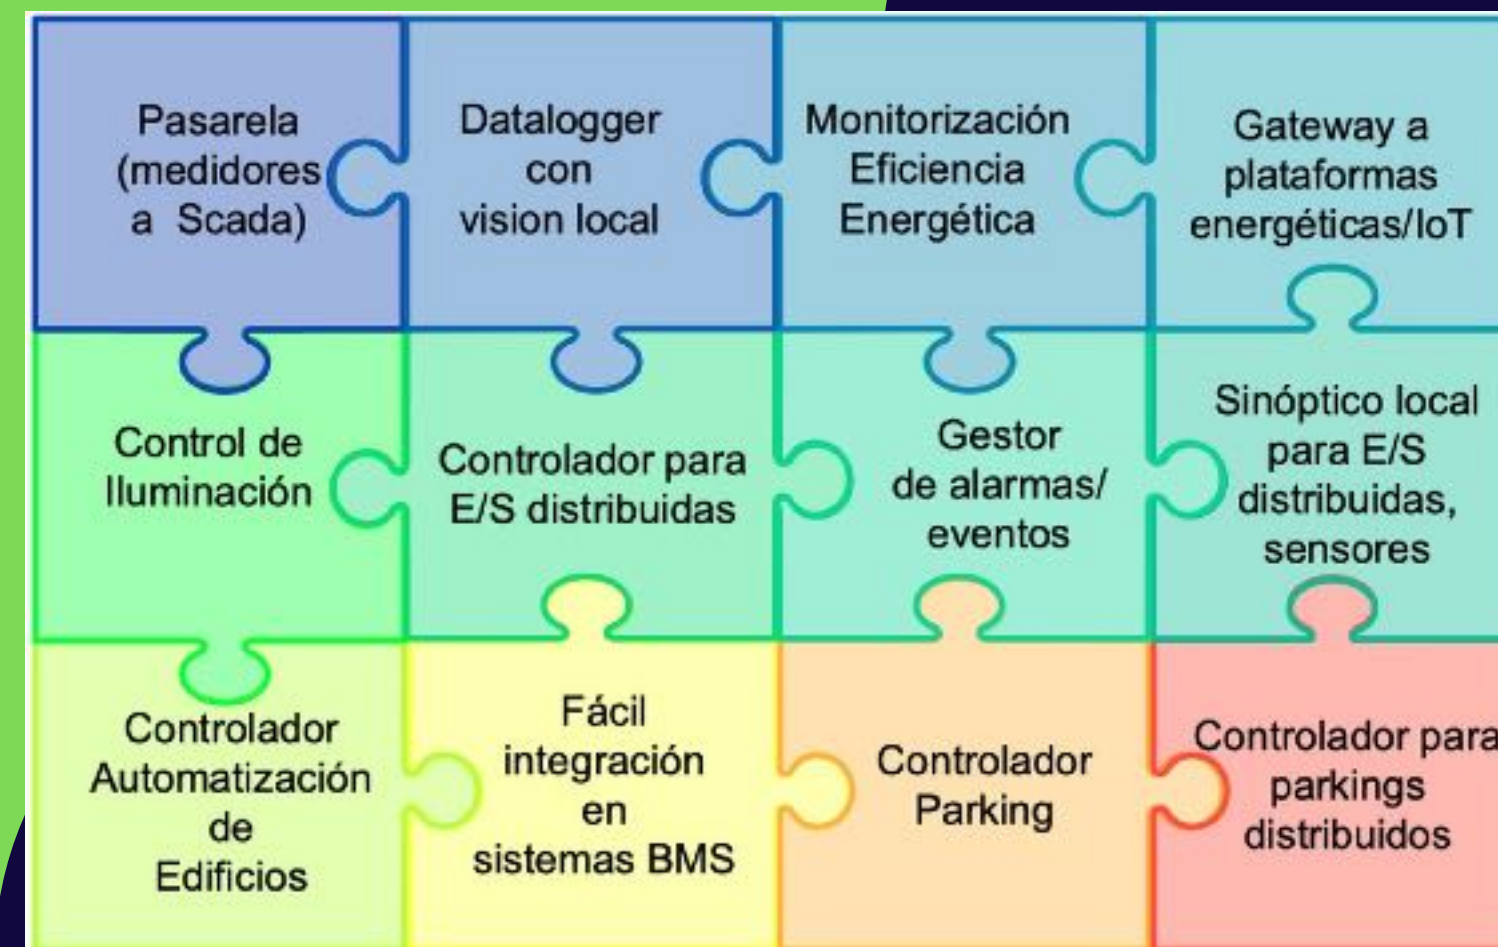 Pasarela
(medidores
a Scada)
Datalogger
con
vision local
Monitorización
Eficiencia
Energética
Gateway a
plataformas
energéticas/IoT
Control de
Iluminación
Controlador para
E/S distribuidas
Gestor
de alarmas/
eventos
Sinóptico local
para E/S
distribuidas,
sensores
Controlador
Automatización
de
Edificios
Fácil
integración
en
sistemas BMS
Controlador
Parking
Controlador para
parkings
distribuidos